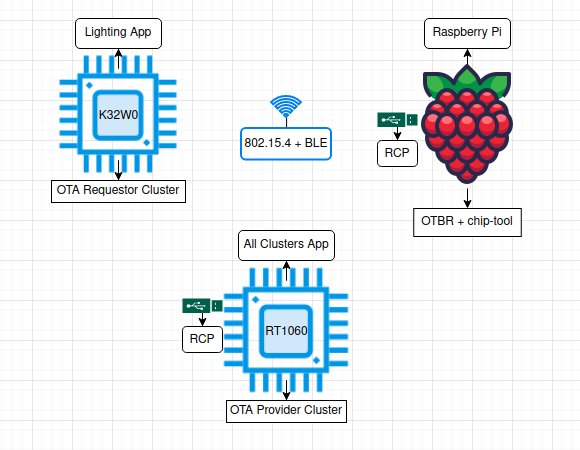 Lighting App
Raspberry Pi
K32W0
802.15.4 + BLE
RCP
OTA Requestor Cluster
OTBR + chip-tool
All Clusters App
RT1060
RCP
OTA Provider Cluster